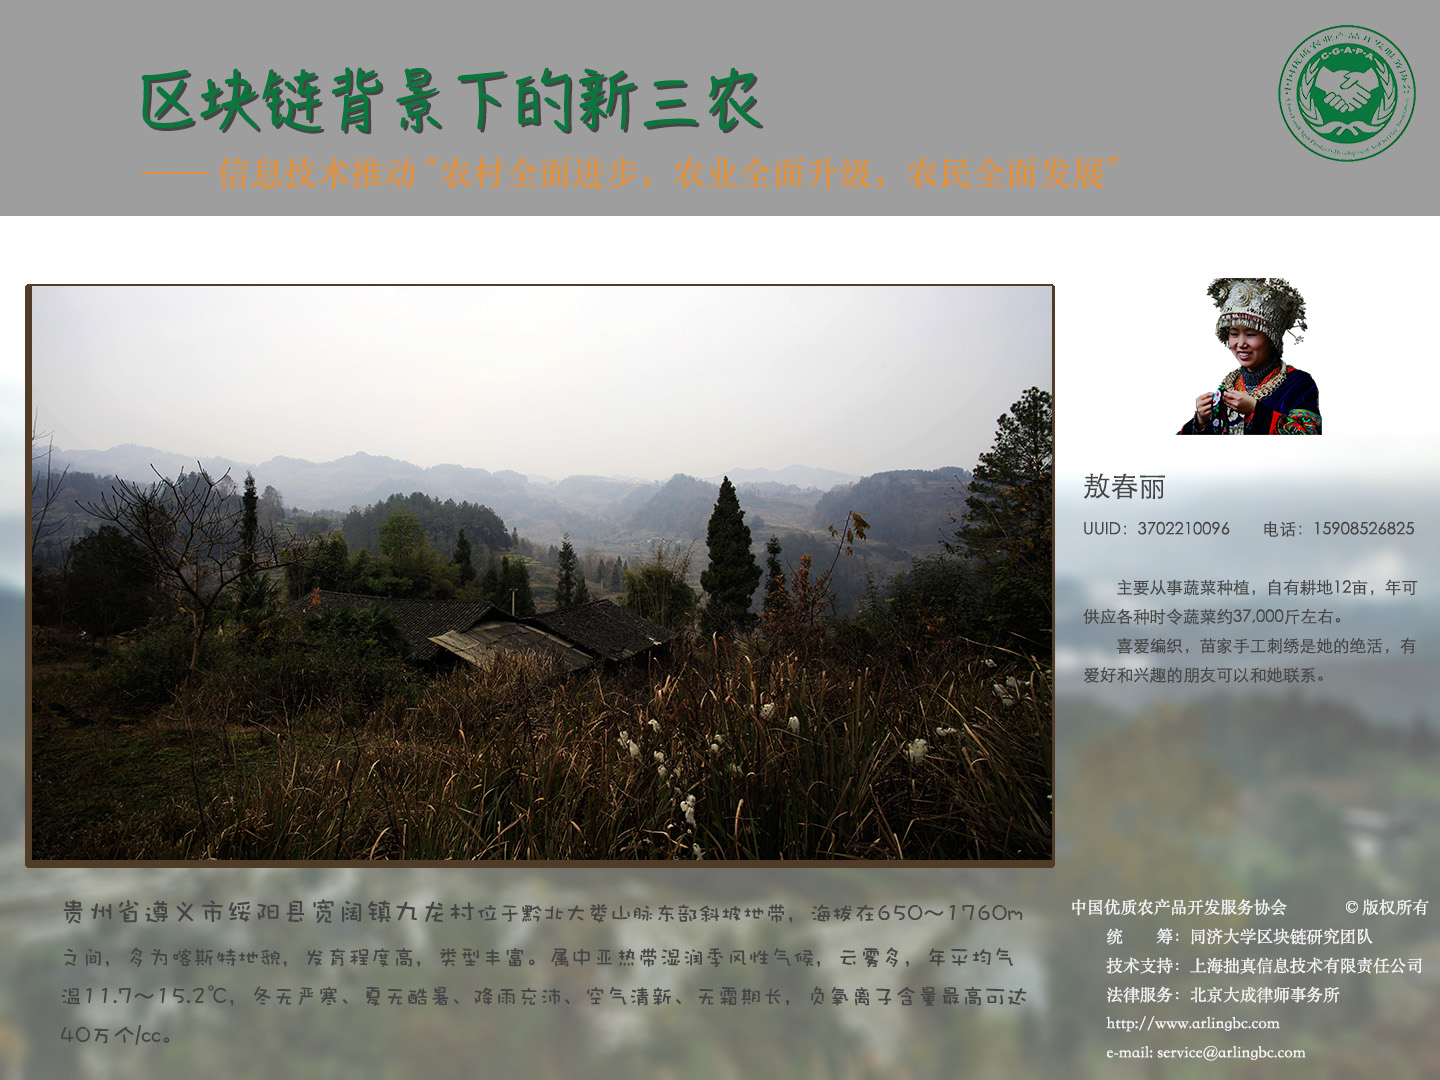 区块链背景下的新三农
—— 信息技术推动“农村全面进步，农业全面升级，农民全面发展”
中国优质农产品开发服务协会
C·G·A·P·A
敖春丽
UUID：3702210096 电话：15908526825
主要从事蔬菜种植，自有耕地12亩，年可
供应各种时令蔬菜约37,000斤左右。
喜爱编织，苗家手工刺绣是她的绝活，有
爱好和兴趣的朋友可以和她联系。
贵州省遵义市绥阳县宽阔镇九龙村位于黔北大娄山脉东部斜坡地带，海拔在650～1760m
之间，多为喀斯特地貌，发育程度高，类型丰富。属中亚热带湿润季风性气候，云雾多，年平均气
温11.7～15.2℃，冬无严寒、夏无酷暑、降雨充沛、空气清新、无霜期长，负氧离子含量最高可达
40万个/cc。
中国优质农产品开发服务协会 © 版权所有
统 筹：同济大学区块链研究团队
技术支持：上海拙真信息技术有限责任公司
法律服务：北京大成律师事务所
http://www.arlingbc.com
e-mail: service@arlingbc.com